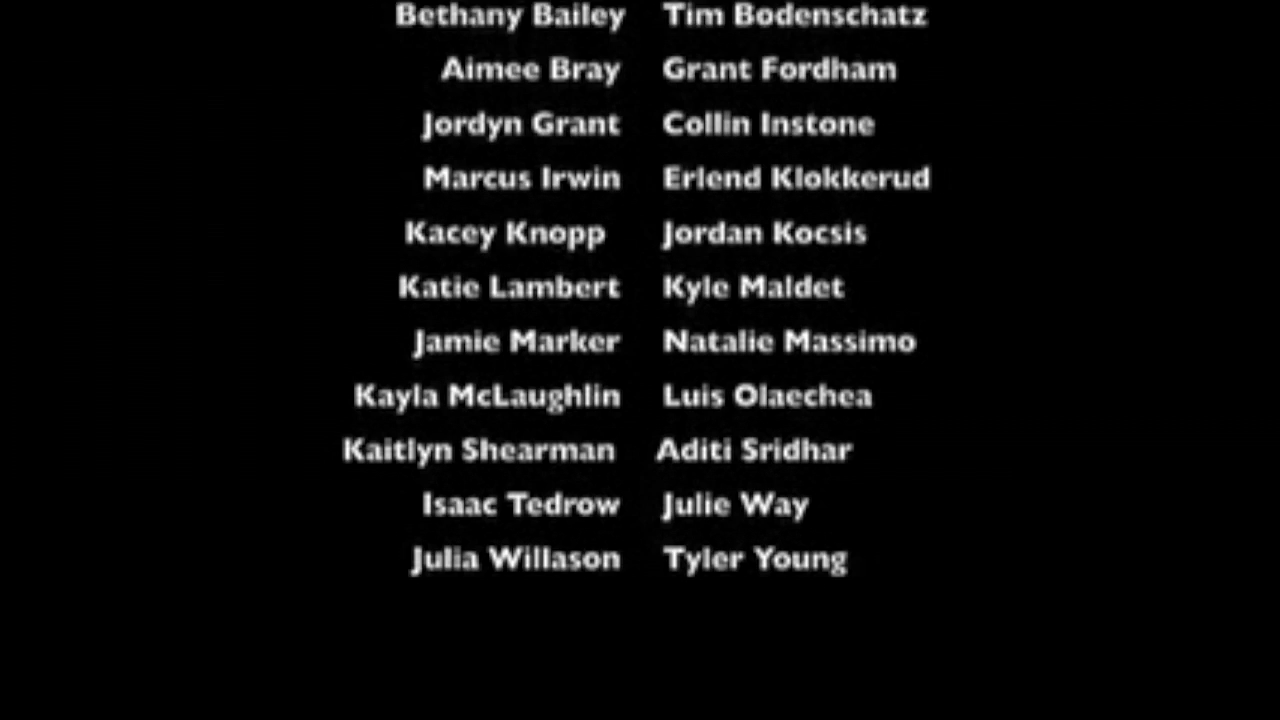 Bethany Bailey Tim Bodenschatz
Aimee Bray Grant Fordham
Jordyn Grant Collin Instone
Marcus Irwin Erlend Klokkerud
Kacey Knopp Jordan Kocsis
Katie Lambert Kyle Maldet
Jamie Marker Natalie Massimo
Kayla McLaughlin Luis Olaechea
Kaitlyn Shearman Aditi Sridhar
Isaac Tedrow Julie Way
Julia Willason Tyler Young